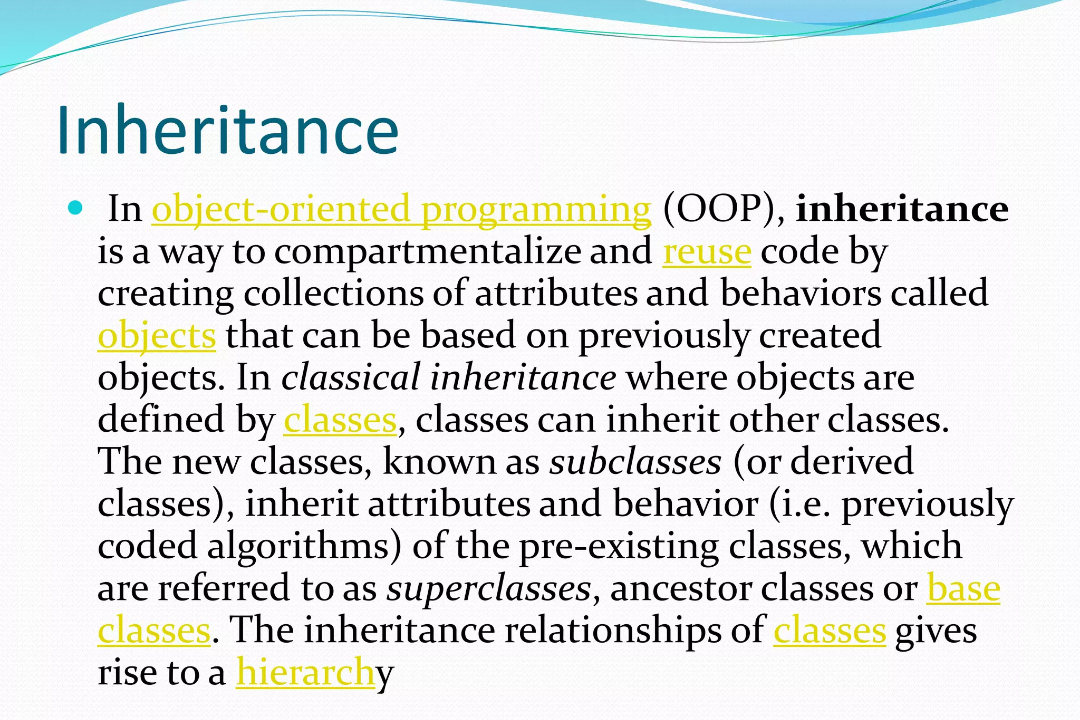 Inheritance
• In object-oriented programming (OOP), inheritance
is a way to compartmentalize and reuse code by
creating collections of attributes and behaviors called
objects that can be based on previously created
objects. In classical inheritance where objects are
defined by classes, classes can inherit other classes.
The new classes, known as subclasses (or derived
classes), inherit attributes and behavior (i.e. previously
coded algorithms) of the pre-existing classes, which
are referred to as superclasses, ancestor classes or base
classes. The inheritance relationships of classes gives
rise to a hierarchy